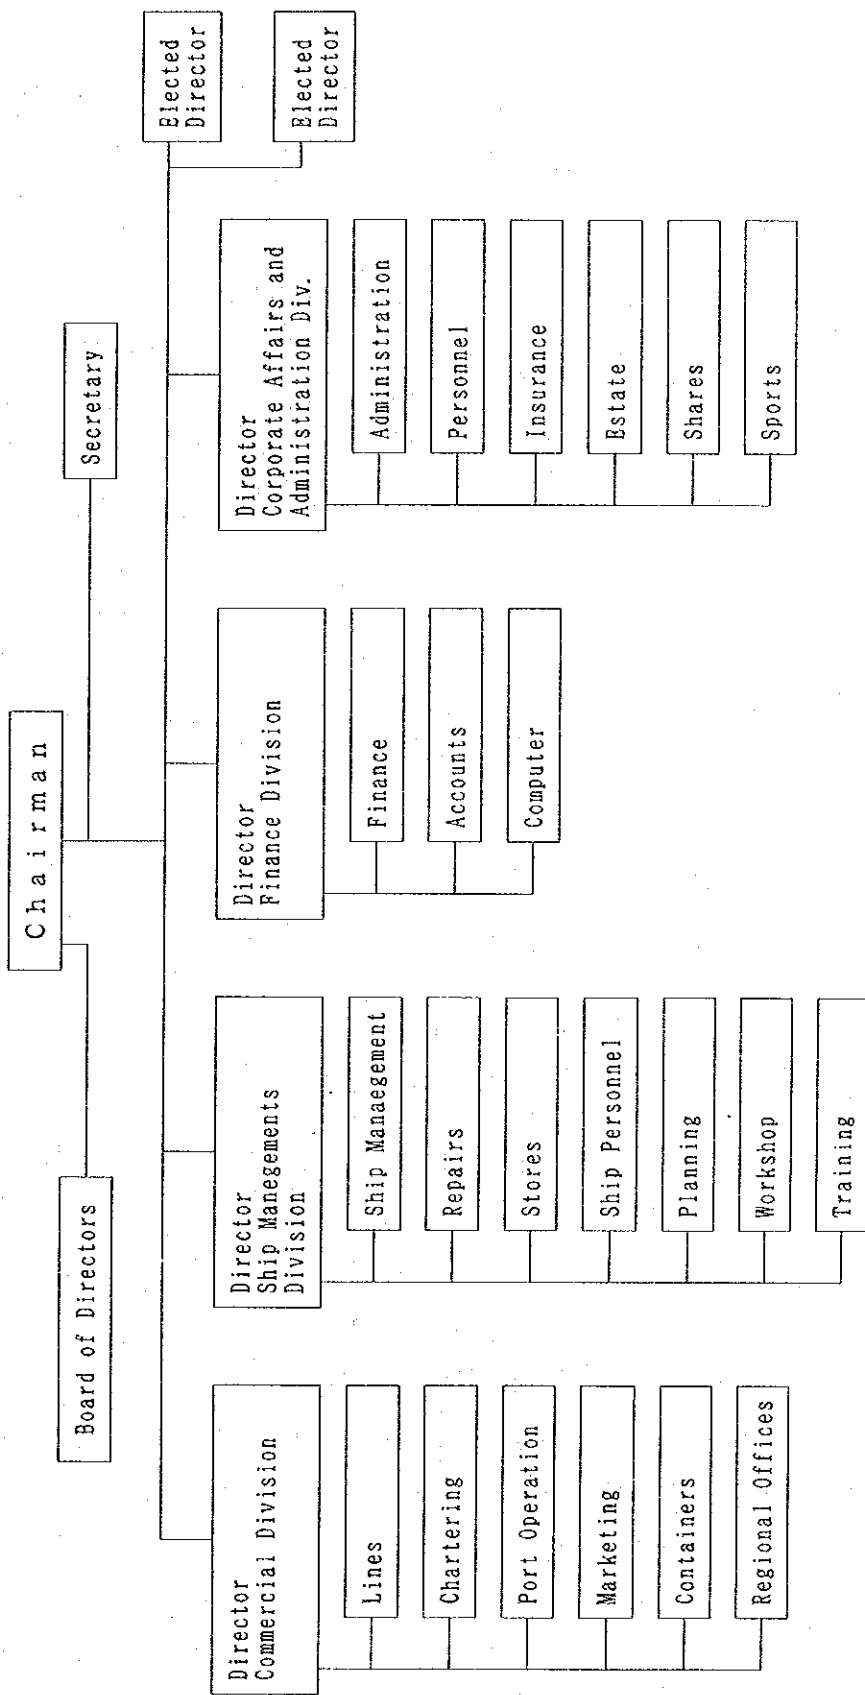 Chairman
Board of Directors
Secretary
Elected
Director
Elected
Director
Director
Commercial Division
Lines
Chartering
Port Operation
Marketing
Containers
Regional Offices
Director
Ship Manegements
Division
Ship Manaegement
Repairs
Stores
Ship Personnel
Planning
Workshop
Training
Director
Finance Division
Finance
Accounts
Computer
Director
Corporate Affairs and
Administration Div.
Administration
Personnel
Insurance
Estate
Shares
Sports